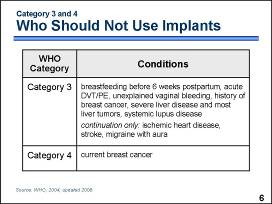 Category 3 and 4
Who Should Not Use Implants
WHO Category
Conditions
Category 3
breastfeeding before 6 weeks postpartum, acute
DVT/PE, unexplained vaginal bleeding, history of
breast cancer, severe liver disease and most
liver tumors, systemic lupus disease
continuation only: ischemic heart disease,
stroke, migraine with aura
Category 4
current breast cancer
Source: WHO, 2004; updated 2008.
6